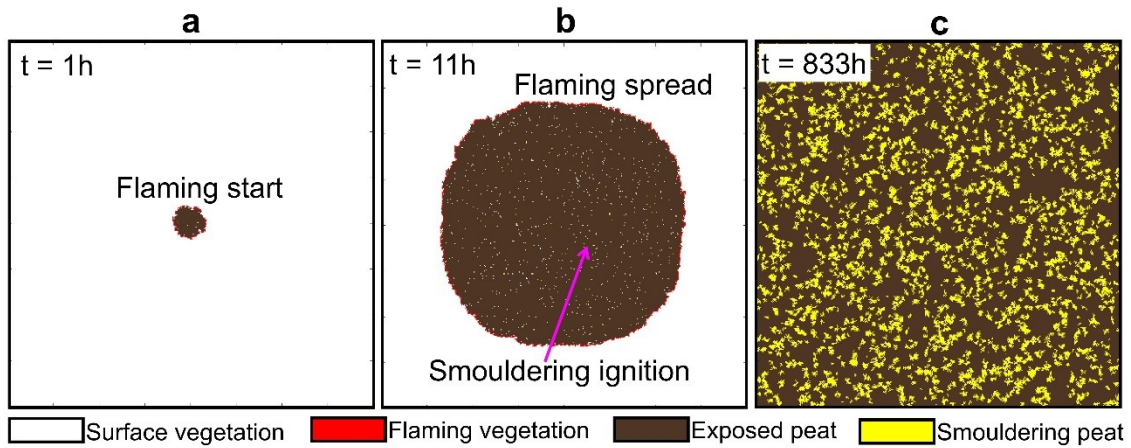 a
b
c
t = 1h
t = 11h
t = 833h
Flaming start
Flaming spread
Smouldering ignition
Surface vegetation
Flaming vegetation
Exposed peat
Smouldering peat